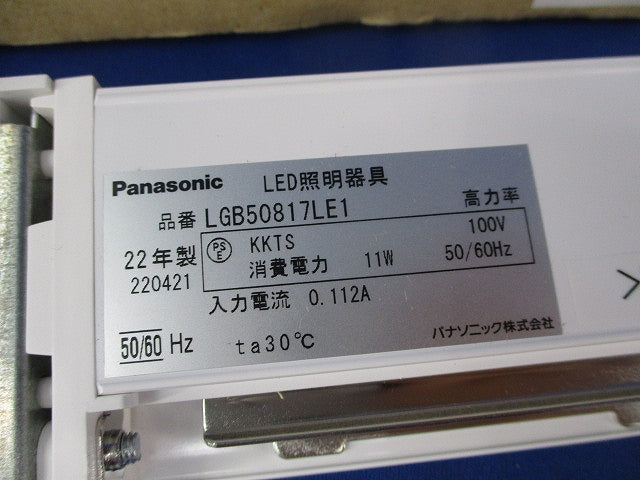 Panasonic LED照明器具
品番 LGB50817LE1 高力率
22年製 PS E KKTS 100V
220421 消費電力 11W 50/60Hz
入力電流 0.112A
50/60 Hz ta30℃ パナソニック株式会社